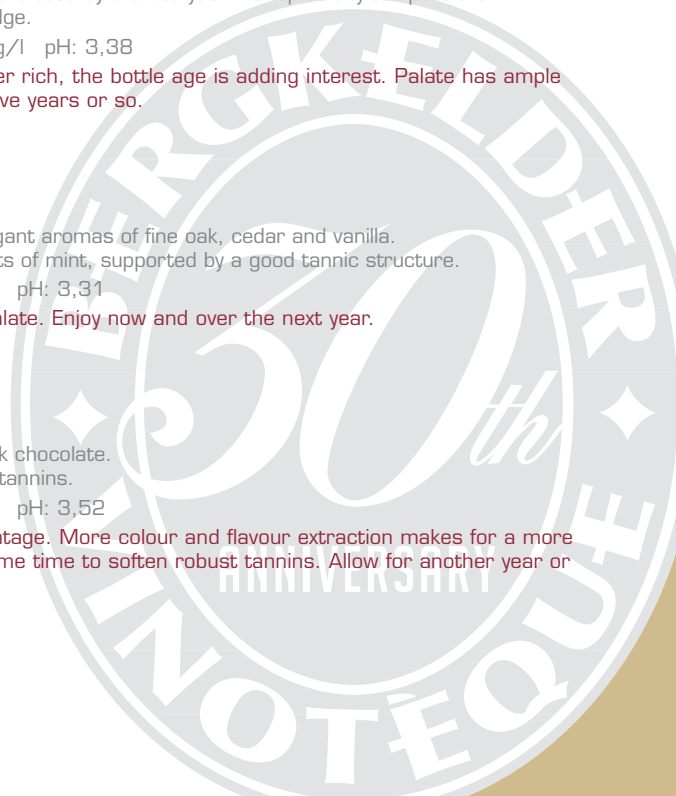 dge.
g/l pH: 3,38
er rich, the bottle age is adding interest. Palate has ample
ve years or so.
gant aromas of fine oak, cedar and vanilla.
ts of mint, supported by a good tannic structure.
pH: 3,31
alate. Enjoy now and over the next year.
k chocolate.
tannins.
pH: 3,52
ntage. More colour and flavour extraction makes for a more
me time to soften robust tannins. Allow for another year or
BERGKELDER
30th
ANNIVERSARY
VINOTÈQUE